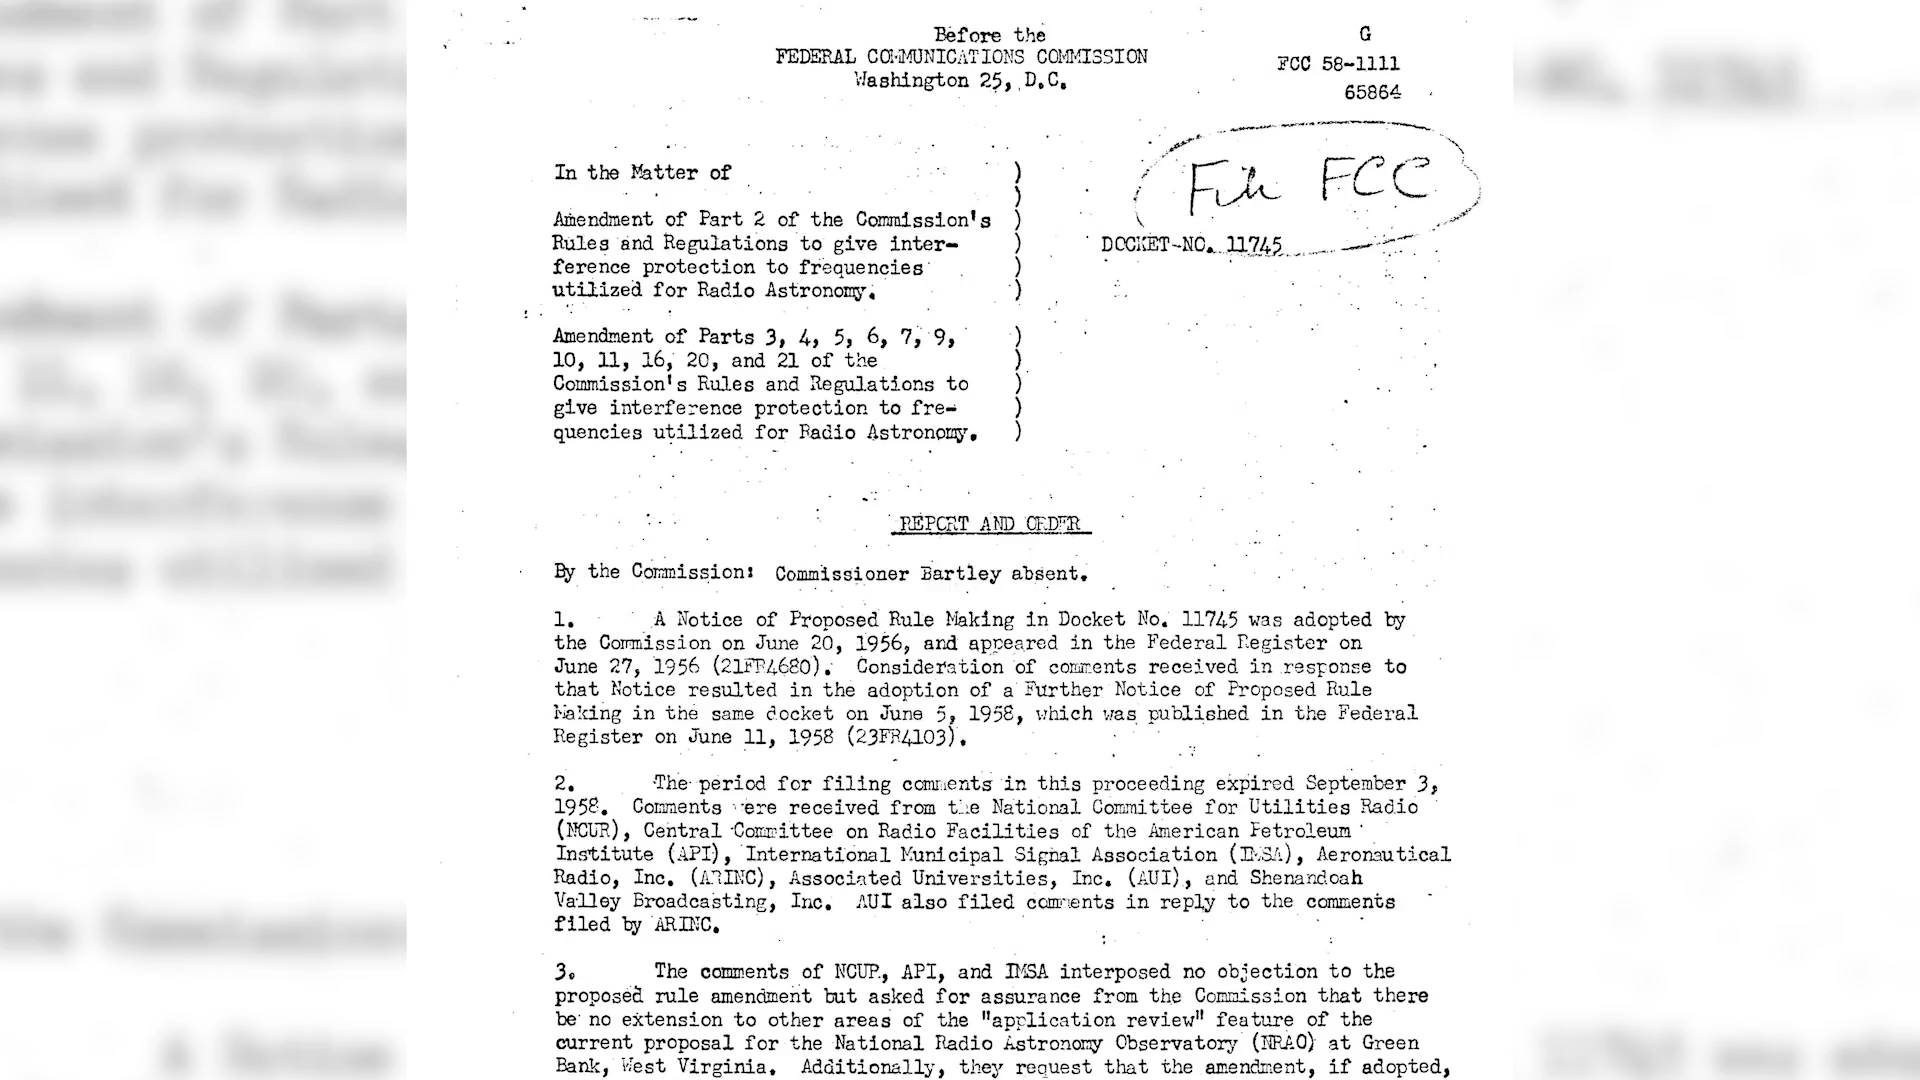 Before the
FEDERAL COMMUNICATIONS COMMISSION
Washington 25, D.C.
G
FCC 58-1111
65864
File FCC
In the Matter of )
)
Amendment of Part 2 of the Commission's )
Rules and Regulations to give inter- )
ference protection to frequencies )
utilized for Radio Astronomy. )
DOCKET NO. 11745
Amendment of Parts 3, 4, 5, 6, 7, 9, )
10, 11, 16, 20, and 21 of the )
Commission's Rules and Regulations to )
give interference protection to fre- )
quencies utilized for Radio Astronomy. )
REPORT AND ORDER
By the Commission: Commissioner Bartley absent.
1. A Notice of Proposed Rule Making in Docket No. 11745 was adopted by
the Commission on June 20, 1956, and appeared in the Federal Register on
June 27, 1956 (21FR4680). Consideration of comments received in response to
that Notice resulted in the adoption of a Further Notice of Proposed Rule
Making in the same docket on June 5, 1958, which was published in the Federal
Register on June 11, 1958 (23FR4103).
2. The period for filing comments in this proceeding expired September 3,
1958. Comments were received from the National Committee for Utilities Radio
(NCUR), Central Committee on Radio Facilities of the American Petroleum
Institute (API), International Municipal Signal Association (IMSA), Aeronautical
Radio, Inc. (ARINC), Associated Universities, Inc. (AUI), and Shenandoah
Valley Broadcasting, Inc. AUI also filed comments in reply to the comments
filed by ARINC.
3. The comments of NCUR, API, and IMSA interposed no objection to the
proposed rule amendment but asked for assurance from the Commission that there
be no extension to other areas of the "application review" feature of the
current proposal for the National Radio Astronomy Observatory (NRAO) at Green
Bank, West Virginia. Additionally, they request that the amendment, if adopted,